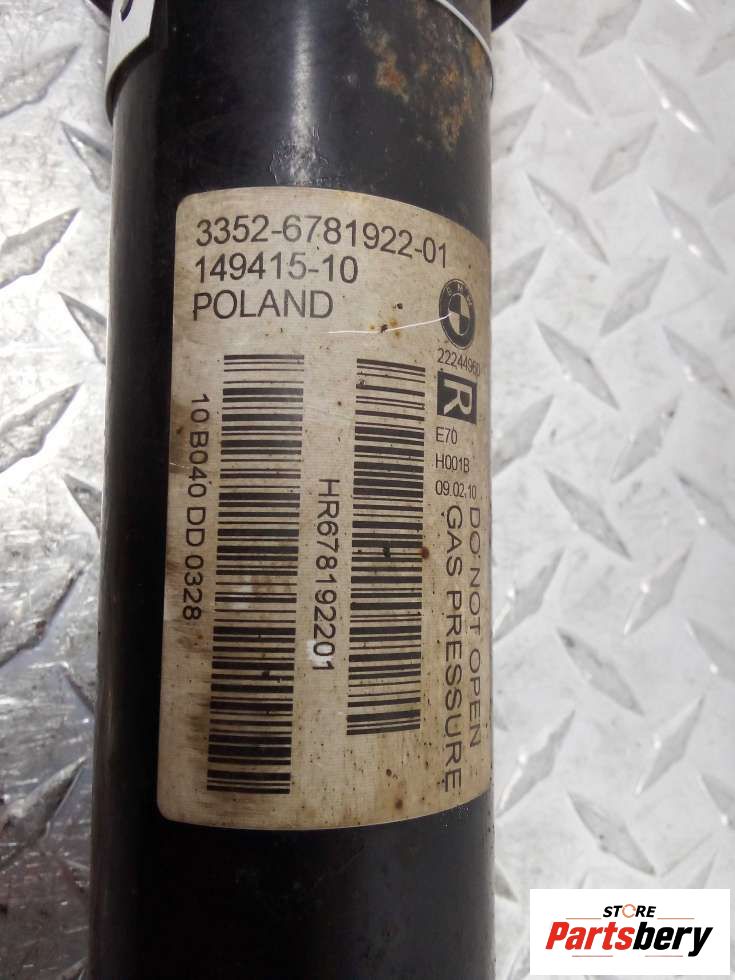 3352-6781922-01
149415-10
POLAND
BMW
R
E70
H001B
09.02.10
10 B040 DD 0328
HR678192201
DO NOT OPEN
GAS PRESSURE
STORE
Partsbery